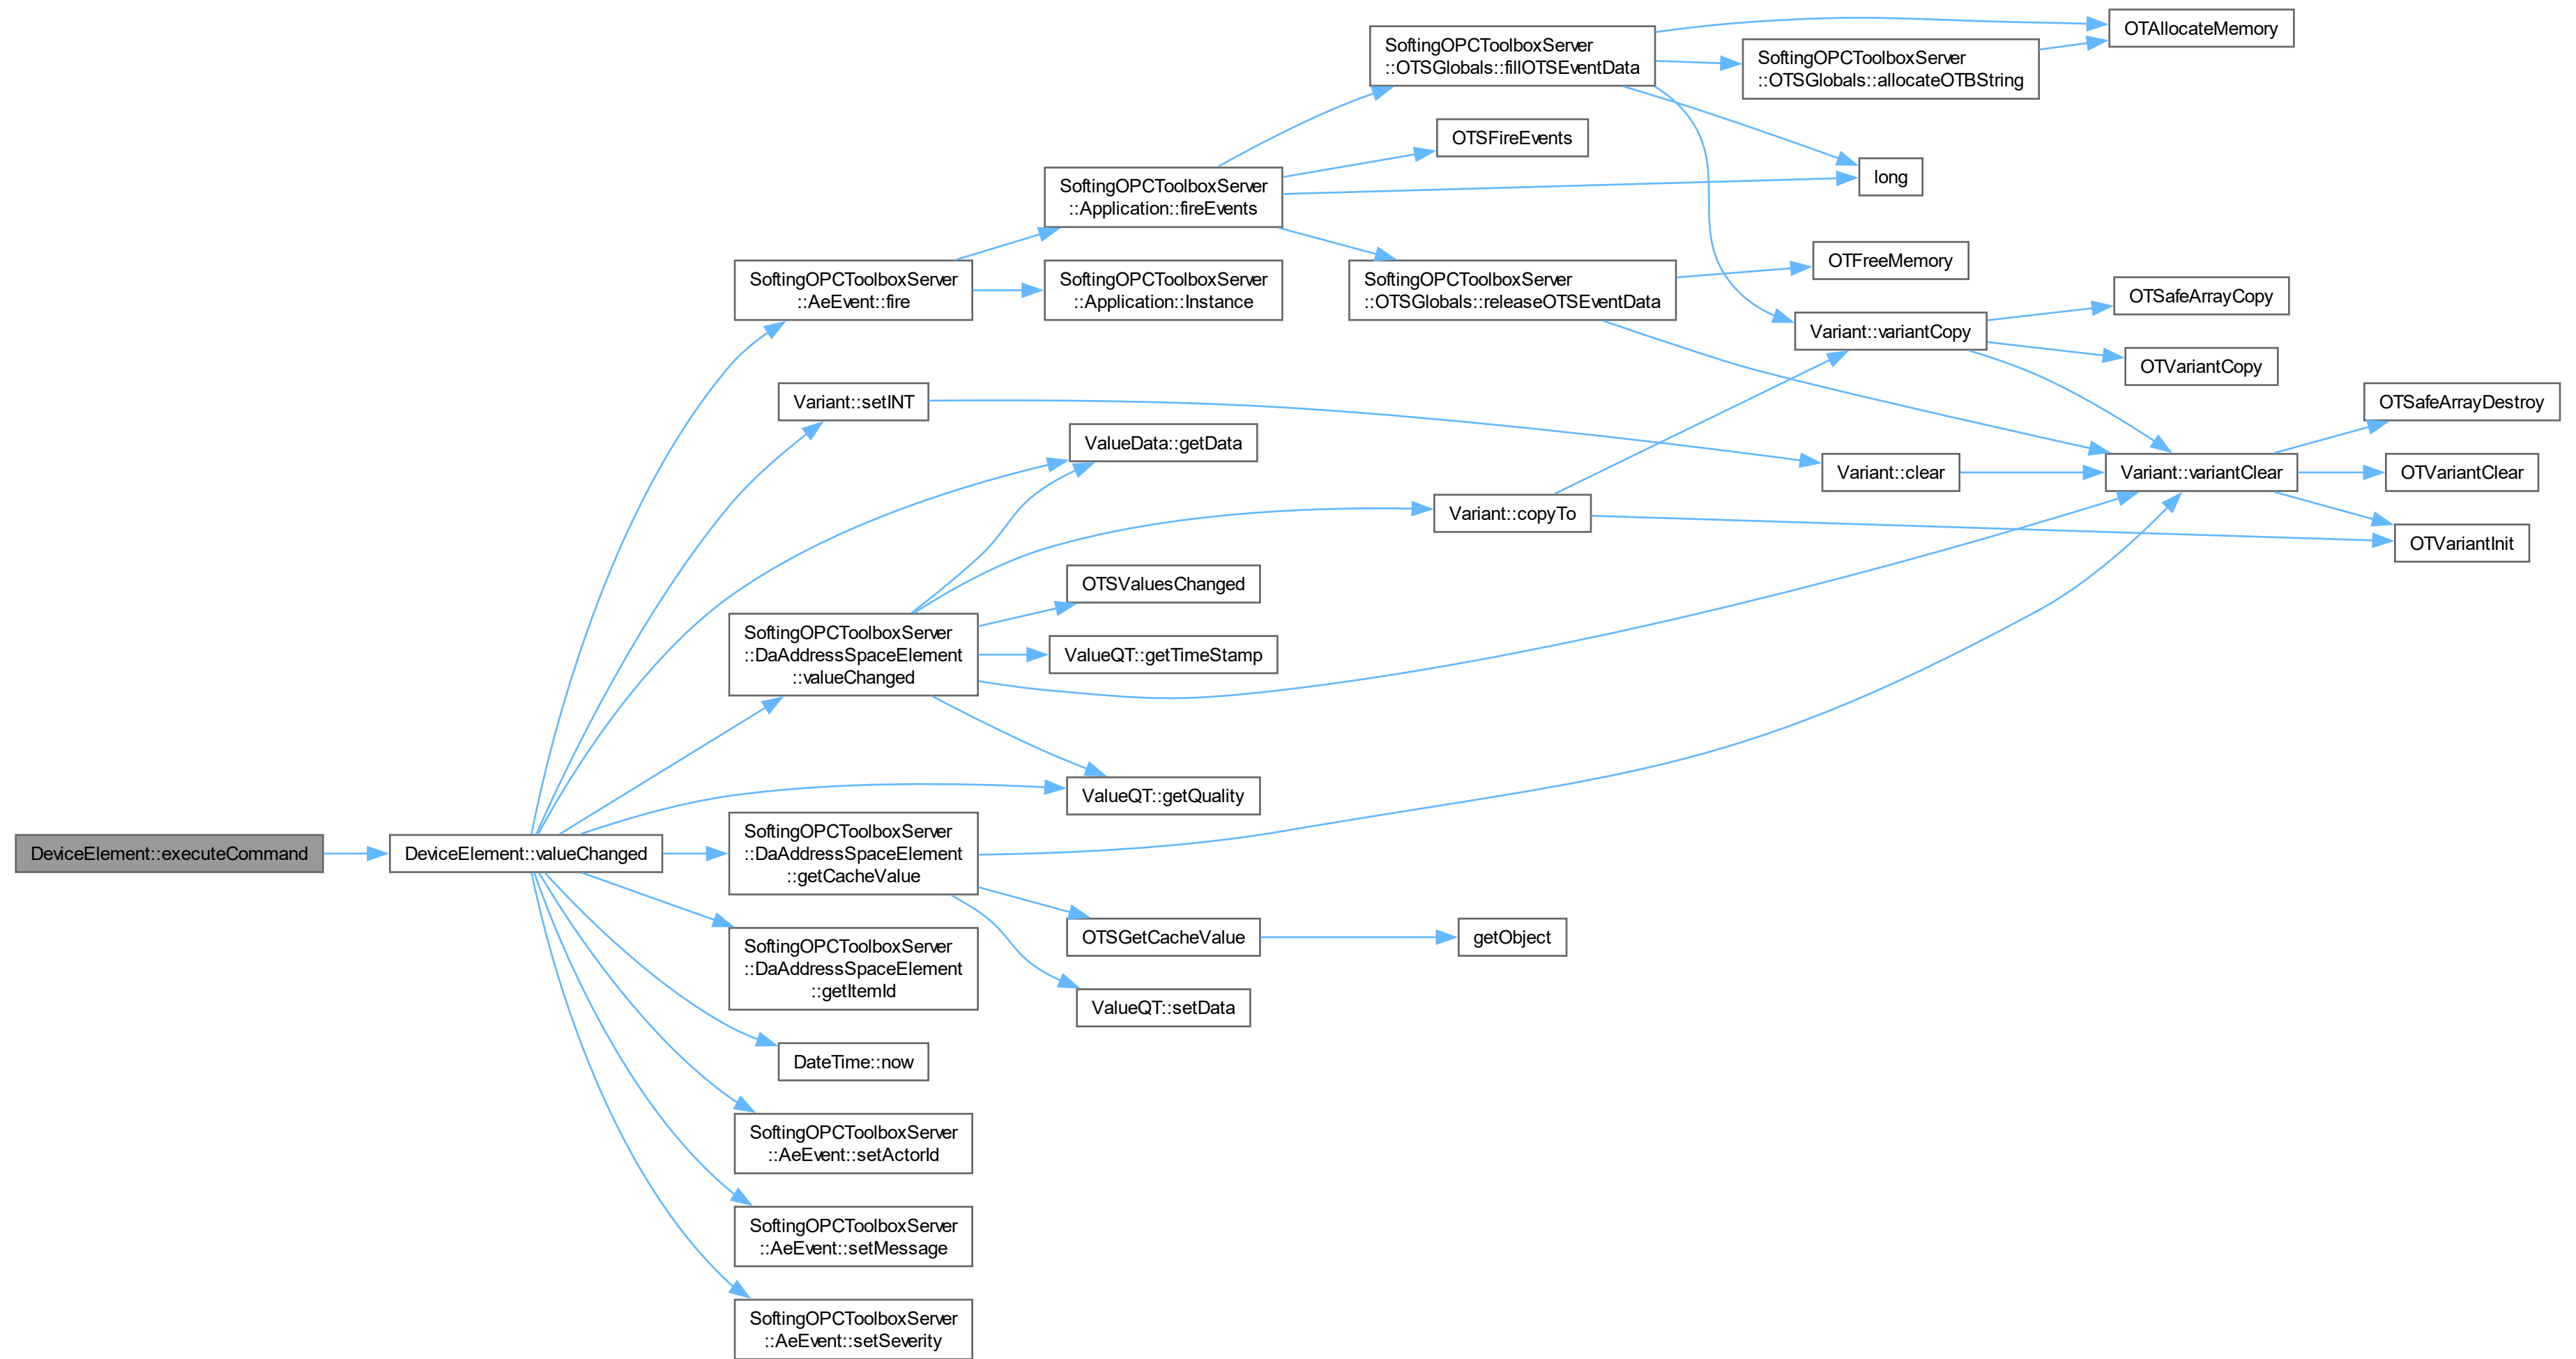 DeviceElement::executeCommand
DeviceElement::valueChanged
SoftingOPCToolboxServer
::AeEvent::fire
SoftingOPCToolboxServer
::Application::fireEvents
SoftingOPCToolboxServer
::Application::Instance
SoftingOPCToolboxServer
::OTSGlobals::fillOTSEventData
OTSFireEvents
SoftingOPCToolboxServer
::OTSGlobals::releaseOTSEventData
OTAllocateMemory
SoftingOPCToolboxServer
::OTSGlobals::allocateOTBString
long
OTFreeMemory
Variant::variantCopy
OTSafeArrayCopy
OTVariantCopy
Variant::setINT
ValueData::getData
Variant::clear
Variant::variantClear
OTSafeArrayDestroy
OTVariantClear
OTVariantInit
Variant::copyTo
OTSValuesChanged
SoftingOPCToolboxServer
::DaAddressSpaceElement
::valueChanged
ValueQT::getTimeStamp
ValueQT::getQuality
SoftingOPCToolboxServer
::DaAddressSpaceElement
::getCacheValue
OTSGetCacheValue
getObject
ValueQT::setData
SoftingOPCToolboxServer
::DaAddressSpaceElement
::getItemId
DateTime::now
SoftingOPCToolboxServer
::AeEvent::setActorId
SoftingOPCToolboxServer
::AeEvent::setMessage
SoftingOPCToolboxServer
::AeEvent::setSeverity